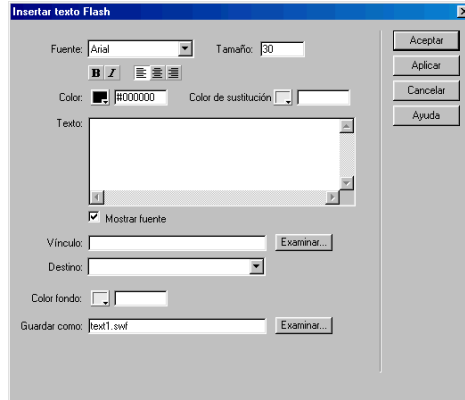 Insertar texto Flash
Fuente: Arial Tamaño: 30 Aceptar
B I Aplicar
Color: #000000 Color de sustitución Cancelar
Texto: Ayuda
Mostrar fuente
Vínculo: Examinar...
Destino:
Color fondo:
Guardar como: text1.swf Examinar...